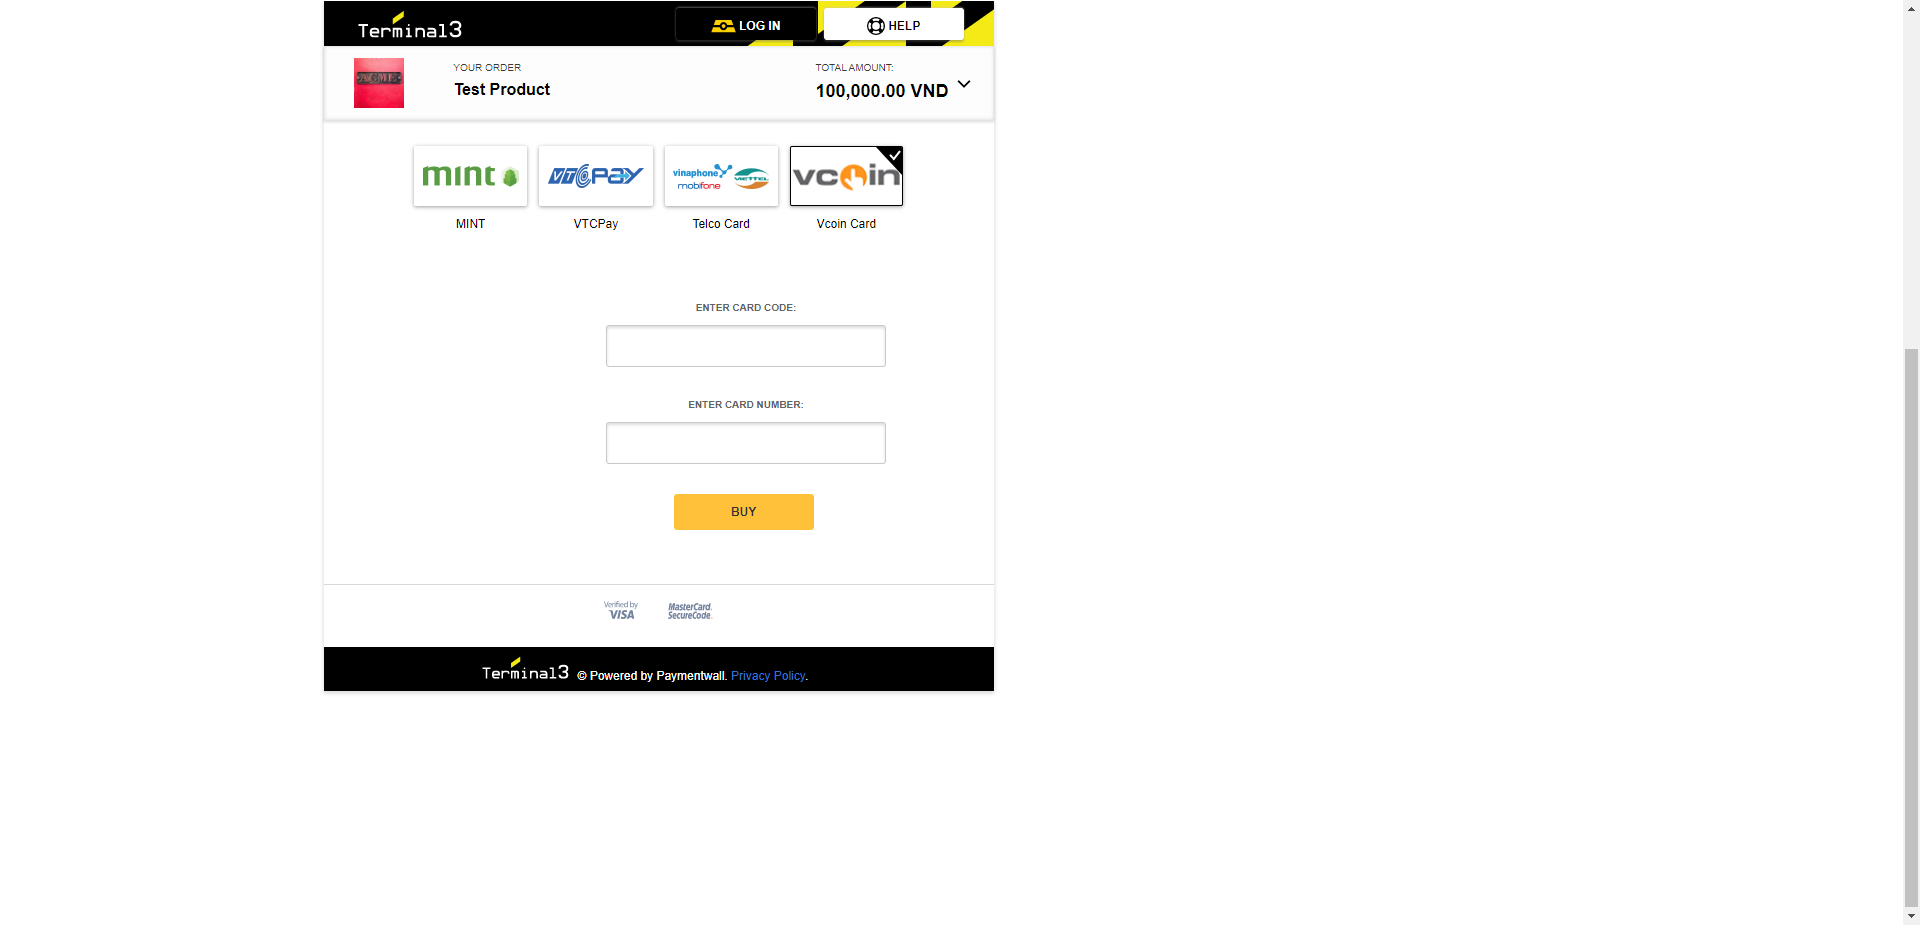 Terminal3
LOG IN
HELP
ACME
YOUR ORDER
Test Product
TOTAL AMOUNT:
100,000.00 VND
mint
VTCPAY
vinaphone
mobifone
VIETTEL
vcoin
MINT
VTCPay
Telco Card
Vcoin Card
ENTER CARD CODE:
ENTER CARD NUMBER:
BUY
Verified by
VISA
MasterCard.
SecureCode.
Terminal3 © Powered by Paymentwall. Privacy Policy.